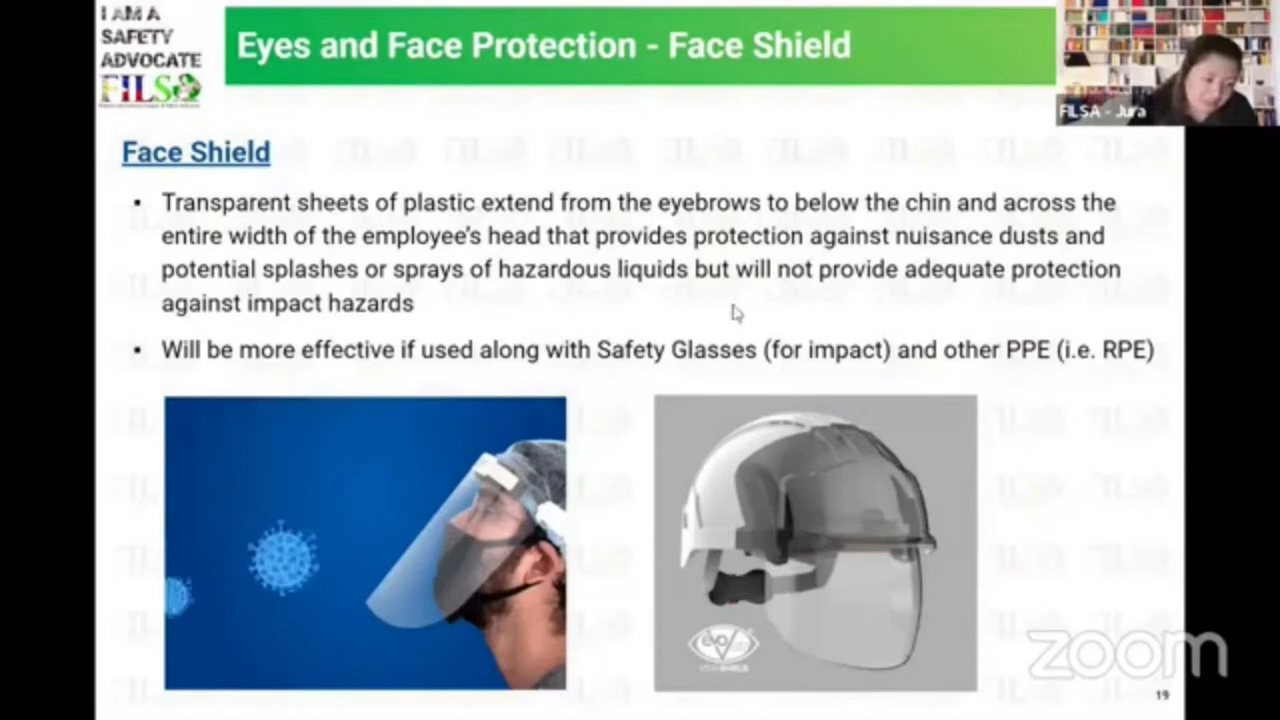 I AM A
SAFETY
ADVOCATE
FILSA
Eyes and Face Protection - Face Shield
FILSA - Jura
Face Shield
▪ Transparent sheets of plastic extend from the eyebrows to below the chin and across the
entire width of the employee's head that provides protection against nuisance dusts and
potential splashes or sprays of hazardous liquids but will not provide adequate protection
against impact hazards
▪ Will be more effective if used along with Safety Glasses (for impact) and other PPE (i.e. RPE)
evo
zoom
19